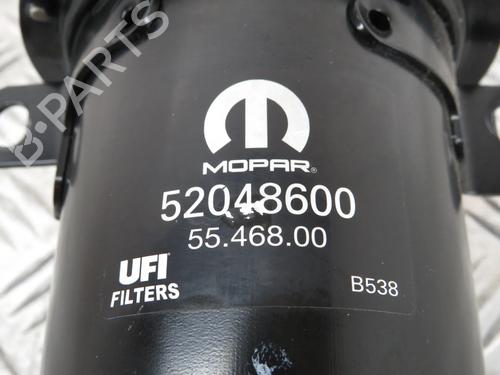 B-PARTS
MOPAR®
52048600
55.468.00
UFI
FILTERS
B538